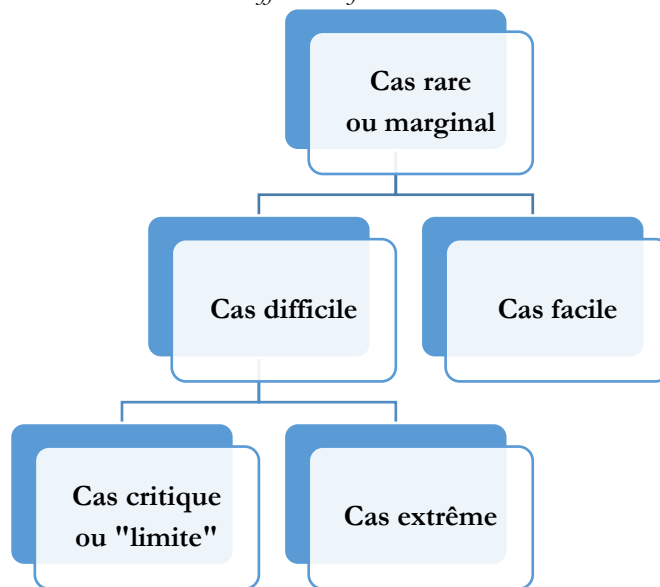 Cas rare
ou marginal
Cas difficile
Cas facile
Cas critique
ou "limite"
Cas extrême